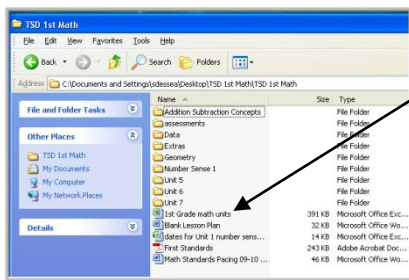 TSD 1st Math
File Edit View Favorites Tools Help
Back Search Folders
Address C:\Documents and Settings\sdessea\Desktop\TSD 1st Math\TSD 1st Math
File and Folder Tasks
Other Places
TSD 1st Math
My Documents
My Computer
My Network Places
Details
Name Size Type
Addition Subtraction Concepts File Folder
assessments File Folder
Data File Folder
Extras File Folder
Geometry File Folder
Number Sense 1 File Folder
Unit 5 File Folder
Unit 6 File Folder
Unit 7 File Folder
1st Grade math units 391 KB Microsoft Office Exc...
Blank Lesson Plan 32 KB Microsoft Office Wo...
dates for Unit 1 number sens... 14 KB Microsoft Office Exc...
First Standards 243 KB Adobe Acrobat Doc...
Math Standards Pacing 09-10 ... 46 KB Microsoft Office Wo...